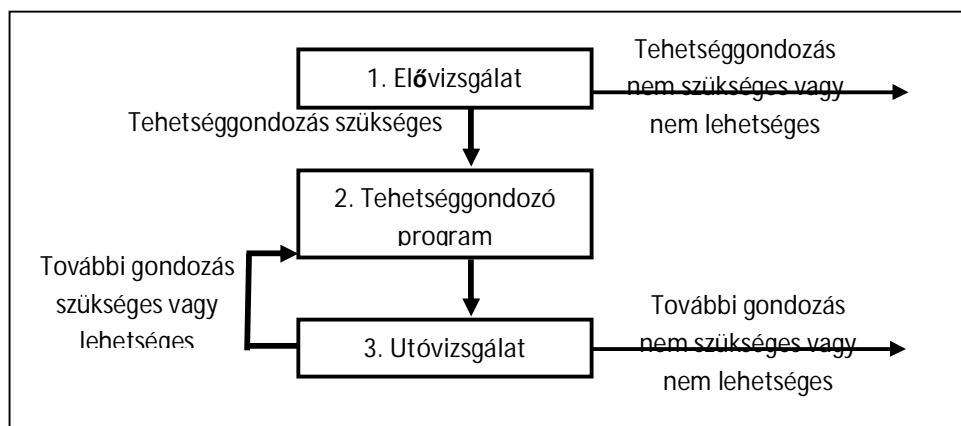 1. Elővizsgálat
Tehetséggondozás
nem szükséges vagy
nem lehetséges
Tehetséggondozás szükséges
2. Tehetséggondozó
program
További gondozás
szükséges vagy
lehetséges
3. Utóvizsgálat
További gondozás
nem szükséges vagy
nem lehetséges